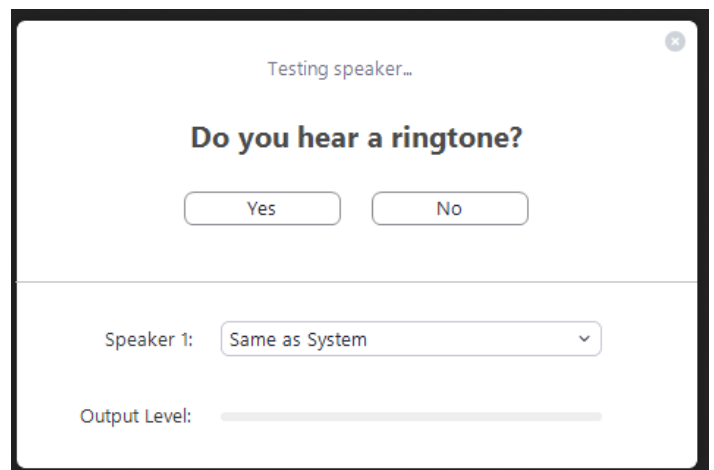 Testing speaker...
Do you hear a ringtone?
Yes No
Speaker 1: Same as System
Output Level: